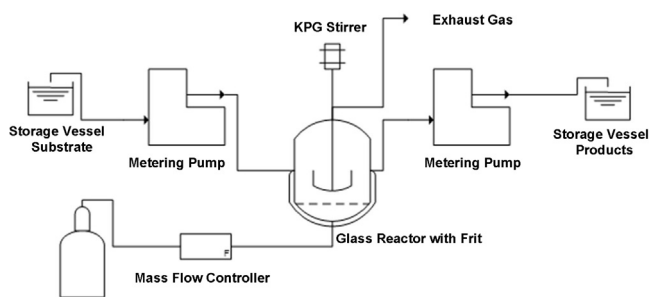 KPG Stirrer
Exhaust Gas
Storage Vessel
Substrate
Metering Pump
Metering Pump
Storage Vessel
Products
Glass Reactor with Frit
F
Mass Flow Controller